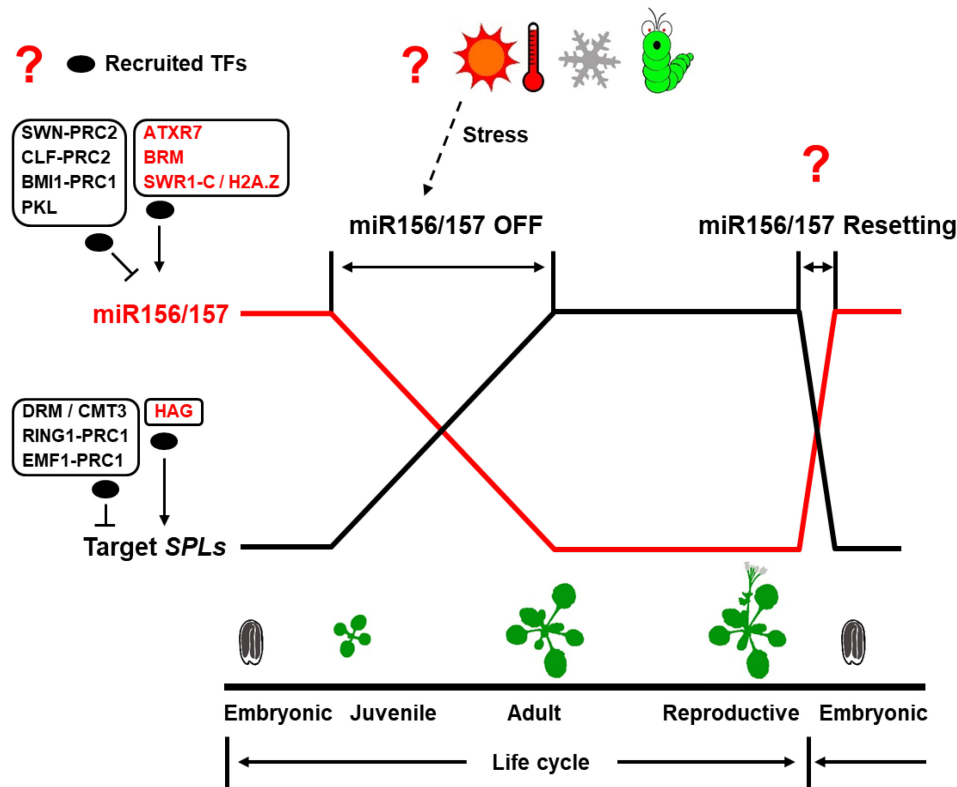 ?
Recruited TFs
?
Stress
SWN-PRC2
CLF-PRC2
BMI1-PRC1
PKL
ATXR7
BRM
SWR1-C / H2A.Z
?
miR156/157 OFF
miR156/157 Resetting
miR156/157
DRM / CMT3
RING1-PRC1
EMF1-PRC1
HAG
Target SPLs
Embryonic
Juvenile
Adult
Reproductive
Embryonic
Life cycle